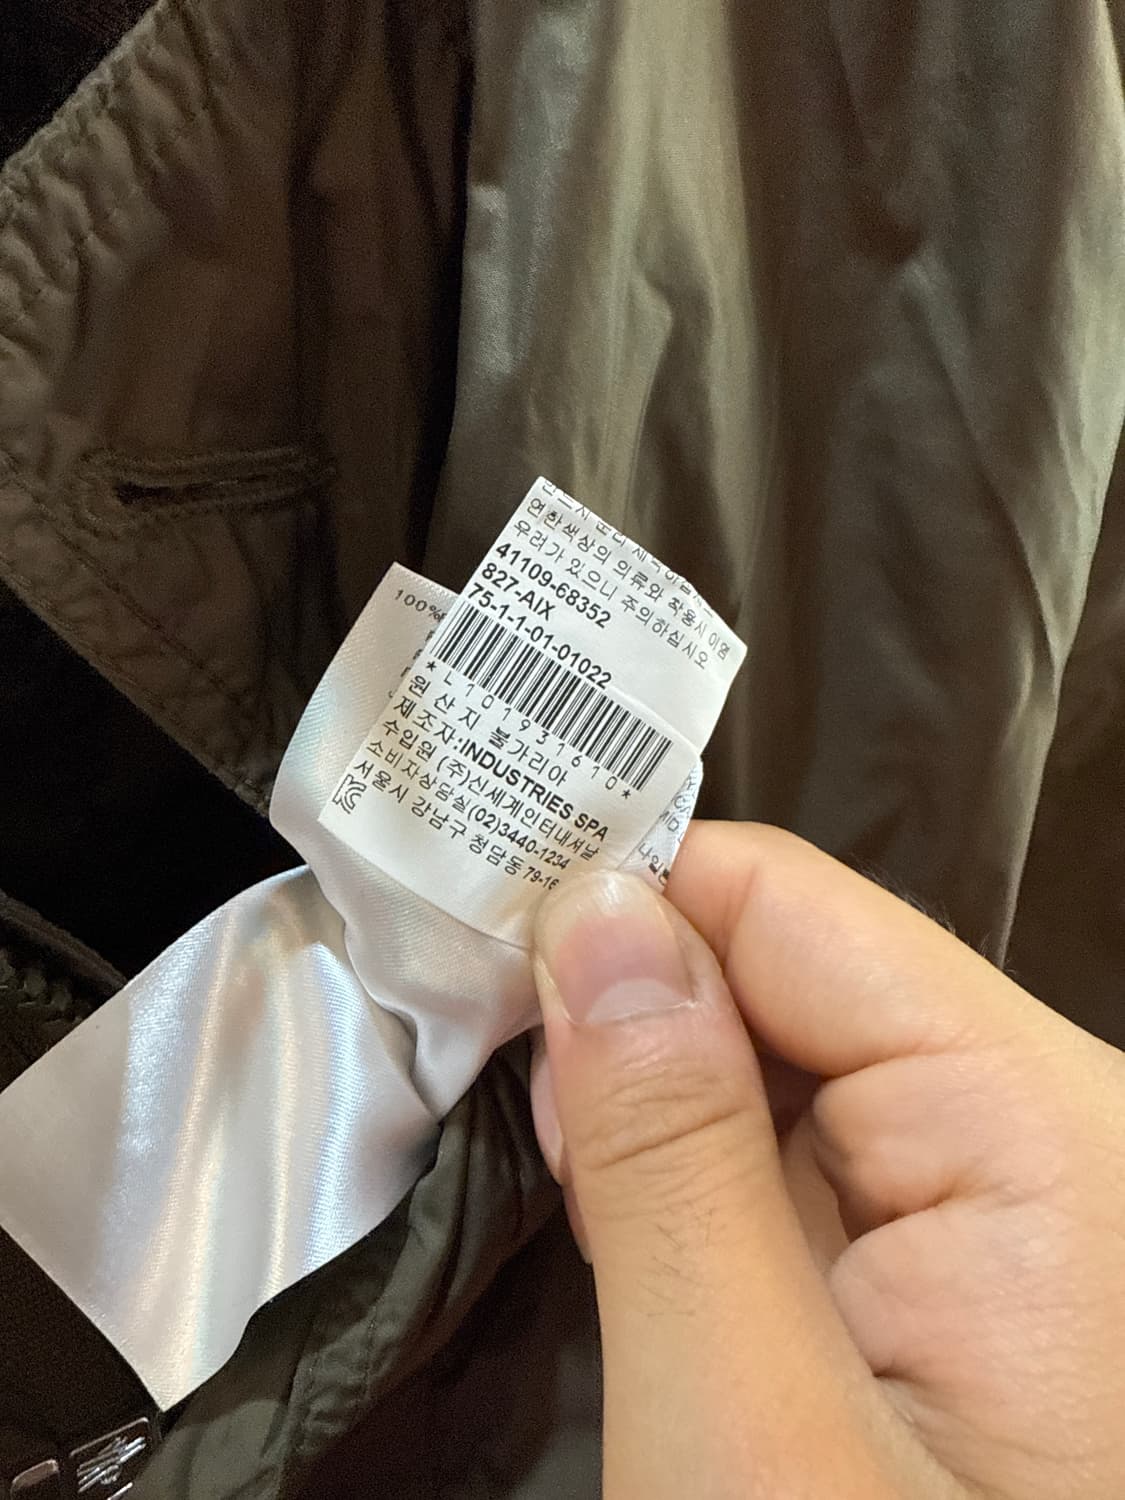 연한색상의 의류와 착용시 이염
우려가 있으니 주의하십시오
41109-68352
827-AIX
75-1-1-01-01022
*L101931610*
원 산 지 불가리아
제조자:INDUSTRIES SPA
수입원 (주)신세계인터내셔날
소비자상담실(02)3440-1234
서울시 강남구 청담동 79-16
100%